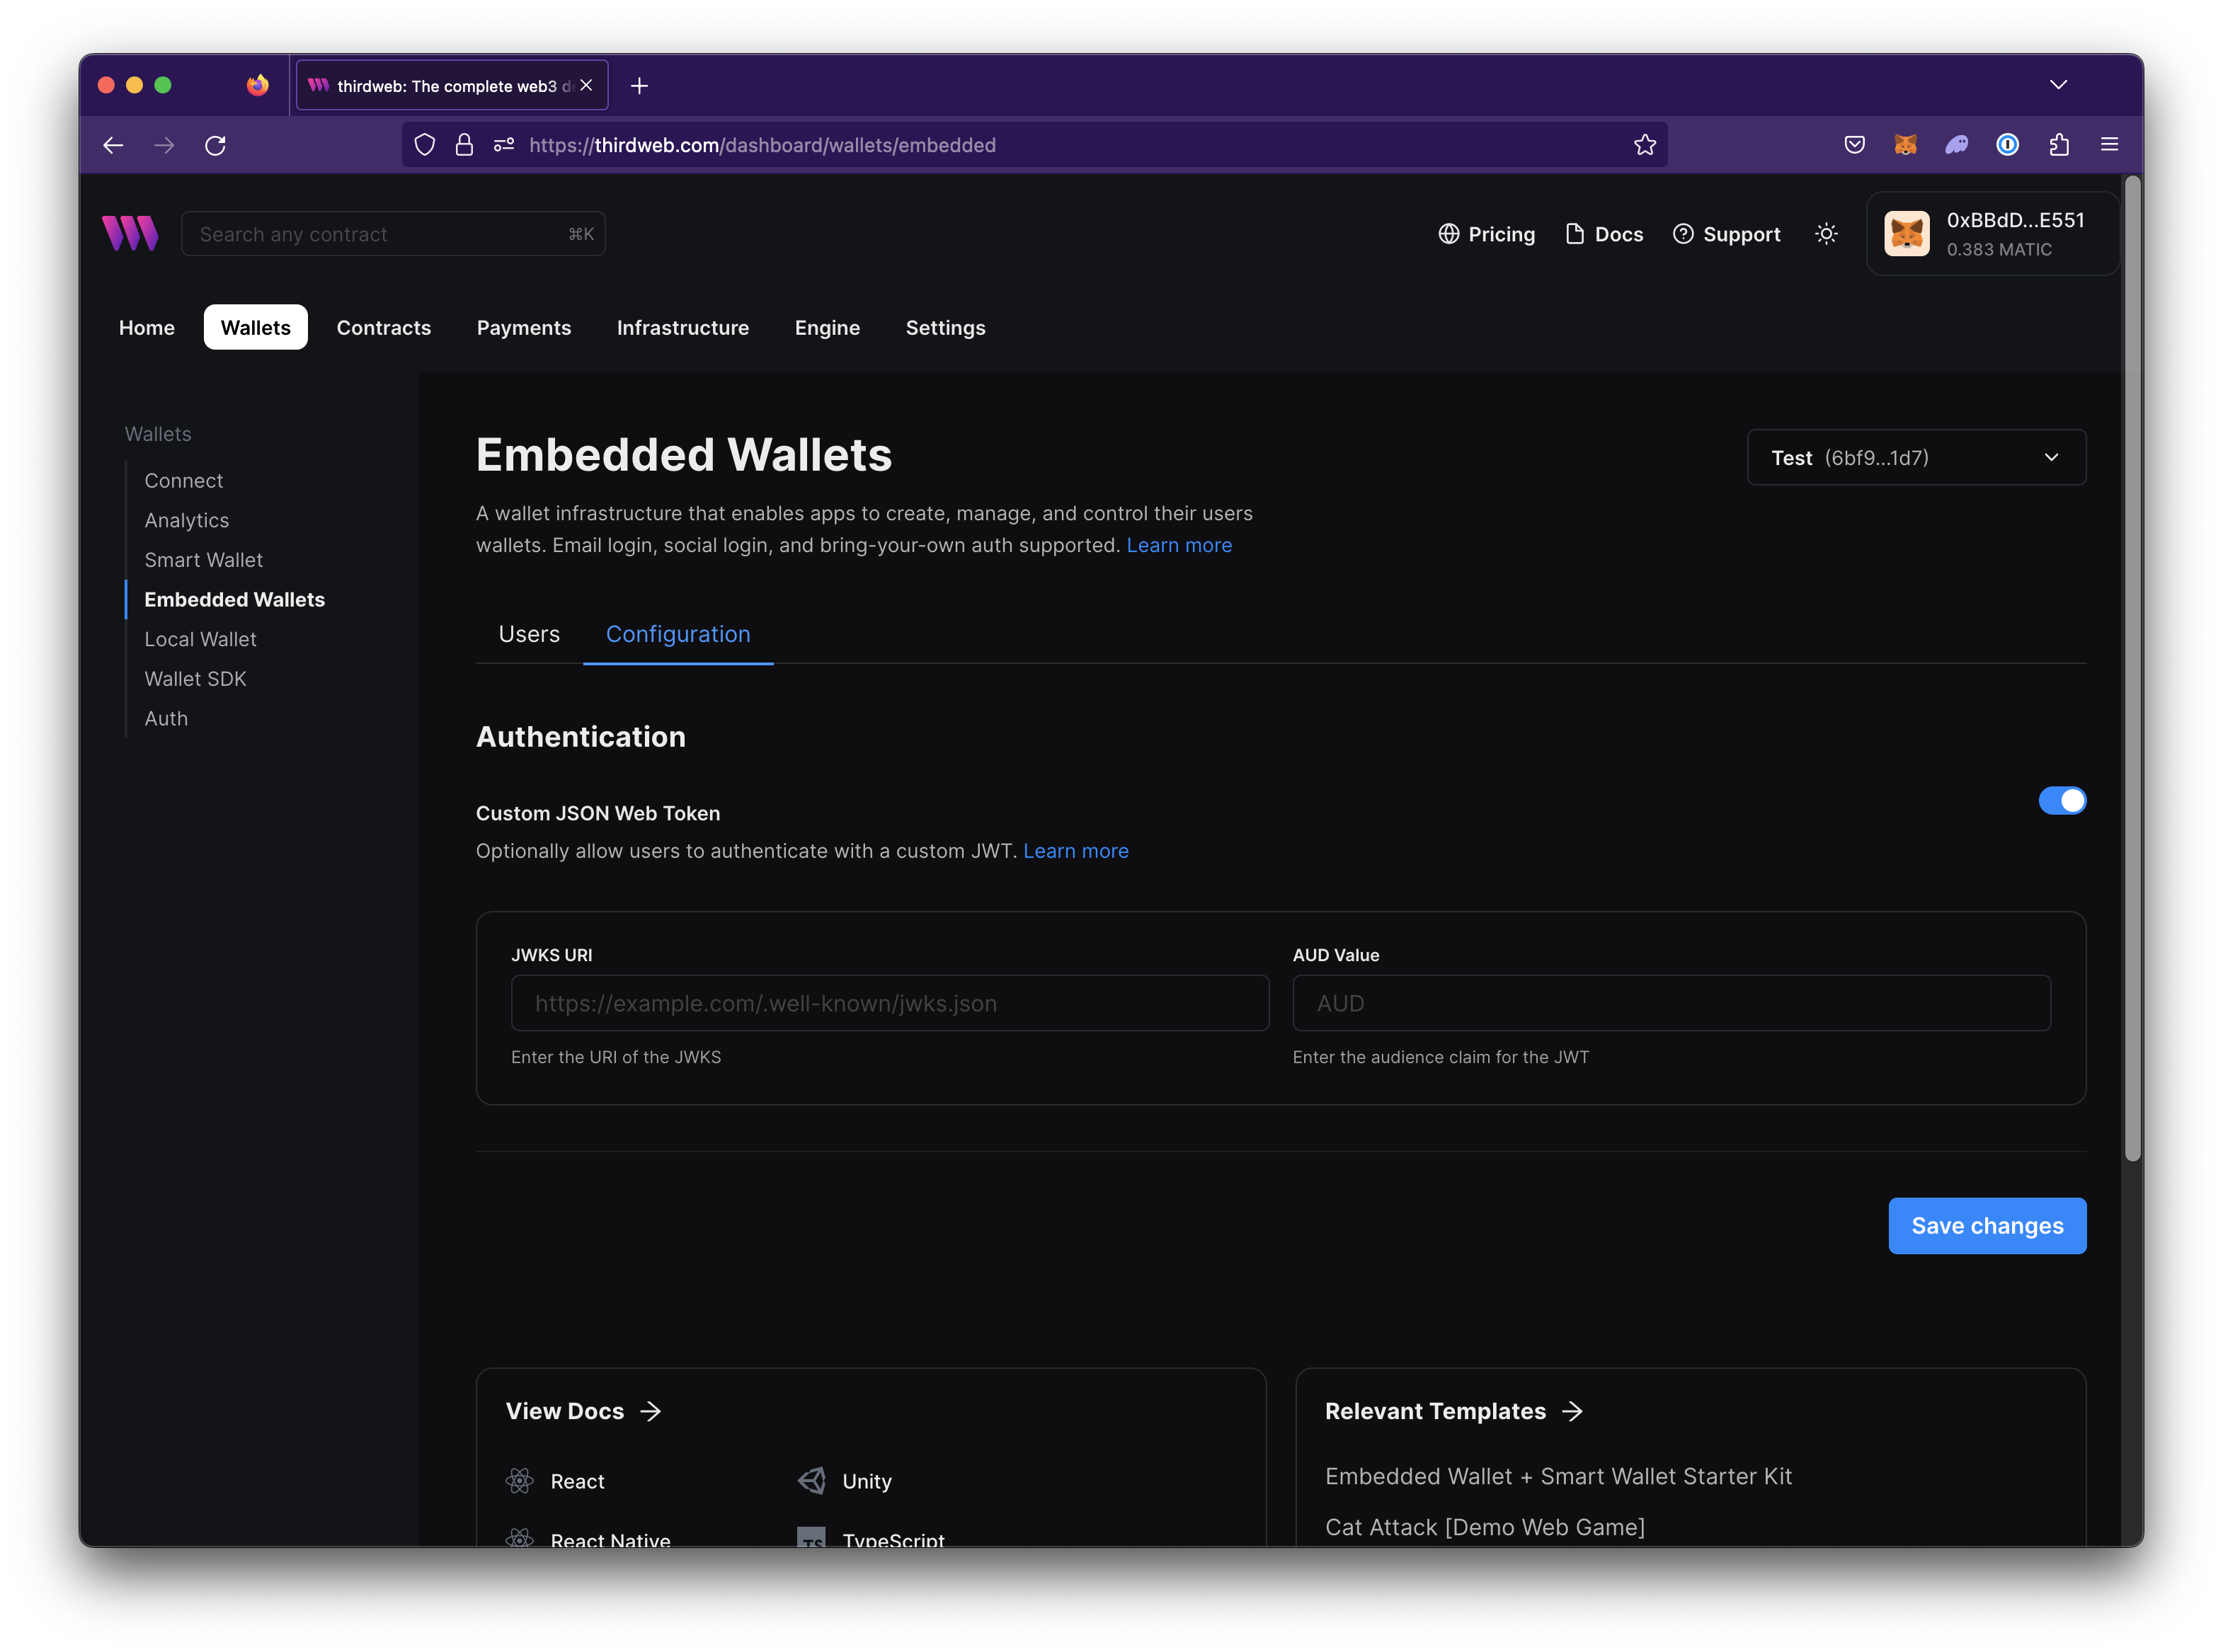 thirdweb: The complete web3 d
https://thirdweb.com/dashboard/wallets/embedded
Search any contract
⌘K
Pricing
Docs
Support
0xBBdD...E551
0.383 MATIC
Home
Wallets
Contracts
Payments
Infrastructure
Engine
Settings
Wallets
Connect
Analytics
Smart Wallet
Embedded Wallets
Local Wallet
Wallet SDK
Auth
Embedded Wallets
Test (6bf9...1d7)
A wallet infrastructure that enables apps to create, manage, and control their users
wallets. Email login, social login, and bring-your-own auth supported. Learn more
Users
Configuration
Authentication
Custom JSON Web Token
Optionally allow users to authenticate with a custom JWT. Learn more
JWKS URI
https://example.com/.well-known/jwks.json
Enter the URI of the JWKS
AUD Value
AUD
Enter the audience claim for the JWT
Save changes
View Docs
React
Unity
React Native
TS
TypeScript
Relevant Templates
Embedded Wallet + Smart Wallet Starter Kit
Cat Attack [Demo Web Game]